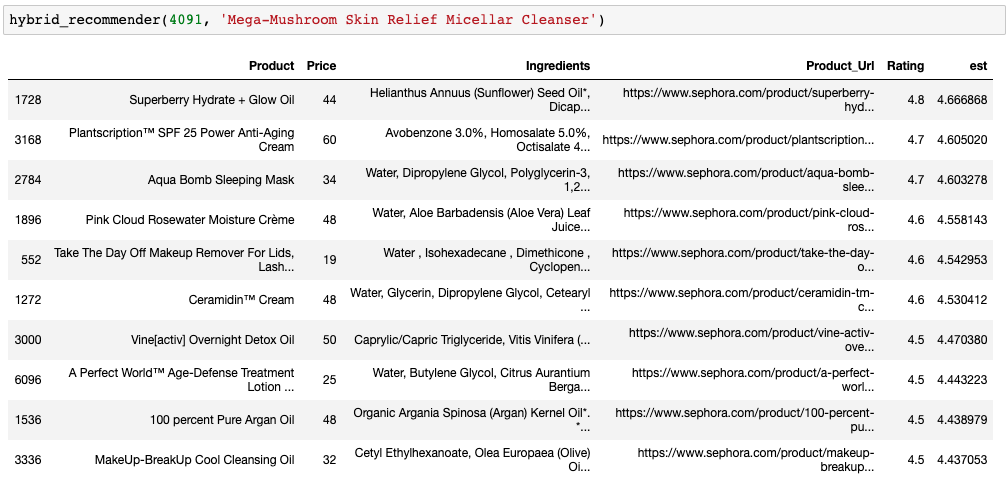 hybrid_recommender(4091, 'Mega-Mushroom Skin Relief Micellar Cleanser')
Product Price Ingredients Product_Url Rating est
1728 Superberry Hydrate + Glow Oil 44 Helianthus Annuus (Sunflower) Seed Oil*, Dicap... https://www.sephora.com/product/superberry-hyd... 4.8 4.666868
3168 Plantscription™ SPF 25 Power Anti-Aging Cream 60 Avobenzone 3.0%, Homosalate 5.0%, Octisalate 4... https://www.sephora.com/product/plantscription... 4.7 4.605020
2784 Aqua Bomb Sleeping Mask 34 Water, Dipropylene Glycol, Polyglycerin-3, 1,2... https://www.sephora.com/product/aqua-bomb-slee... 4.7 4.603278
1896 Pink Cloud Rosewater Moisture Crème 48 Water, Aloe Barbadensis (Aloe Vera) Leaf Juice... https://www.sephora.com/product/pink-cloud-ros... 4.6 4.558143
552 Take The Day Off Makeup Remover For Lids, Lash... 19 Water , Isohexadecane , Dimethicone , Cyclopen... https://www.sephora.com/product/take-the-day-o... 4.6 4.542953
1272 Ceramidin™ Cream 48 Water, Glycerin, Dipropylene Glycol, Cetearyl ... https://www.sephora.com/product/ceramidin-tm-c... 4.6 4.530412
3000 Vine[activ] Overnight Detox Oil 50 Caprylic/Capric Triglyceride, Vitis Vinifera (... https://www.sephora.com/product/vine-activ-ove... 4.5 4.470380
6096 A Perfect World™ Age-Defense Treatment Lotion ... 25 Water, Butylene Glycol, Citrus Aurantium Berga... https://www.sephora.com/product/a-perfect-worl... 4.5 4.443223
1536 100 percent Pure Argan Oil 48 Organic Argania Spinosa (Argan) Kernel Oil*. *... https://www.sephora.com/product/100-percent-pu... 4.5 4.438979
3336 MakeUp-BreakUp Cool Cleansing Oil 32 Cetyl Ethylhexanoate, Olea Europaea (Olive) Oi... https://www.sephora.com/product/makeup-breakup... 4.5 4.437053